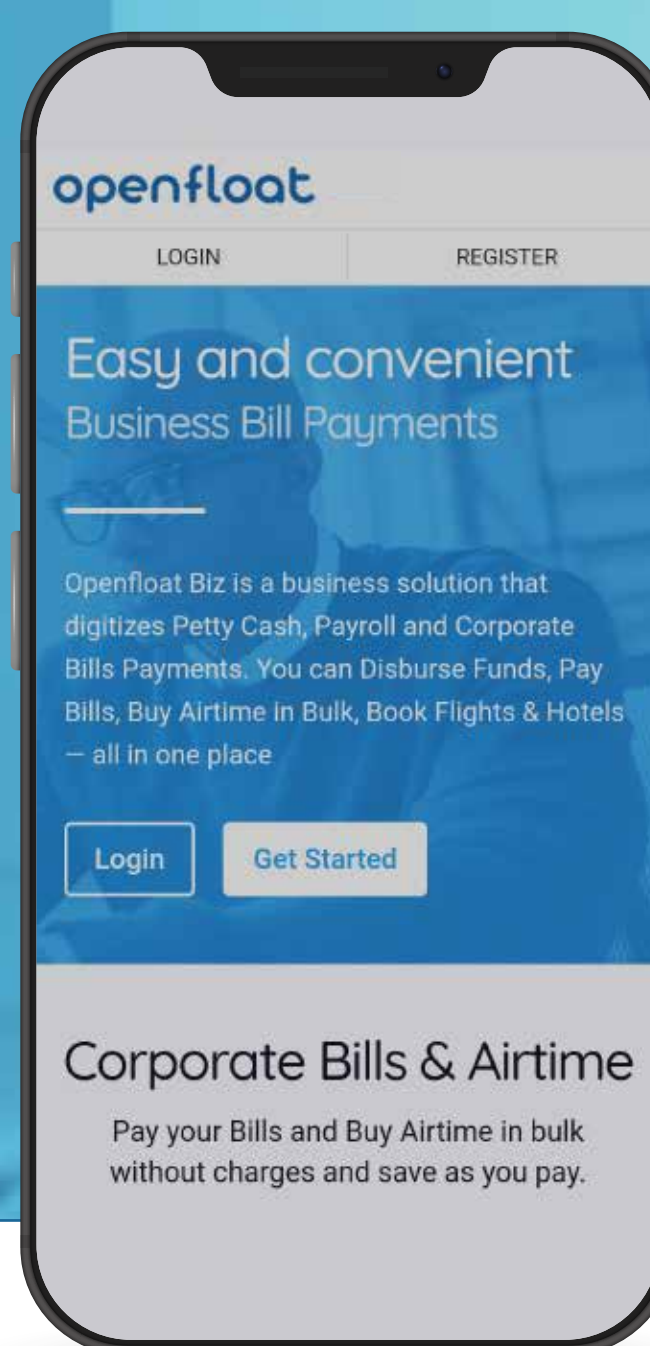 openfloat
LOGIN REGISTER
Easy and convenient
Business Bill Payments
Openfloat Biz is a business solution that
digitizes Petty Cash, Payroll and Corporate
Bills Payments. You can Disburse Funds, Pay
Bills, Buy Airtime in Bulk, Book Flights & Hotels
— all in one place
Login Get Started
Corporate Bills & Airtime
Pay your Bills and Buy Airtime in bulk
without charges and save as you pay.